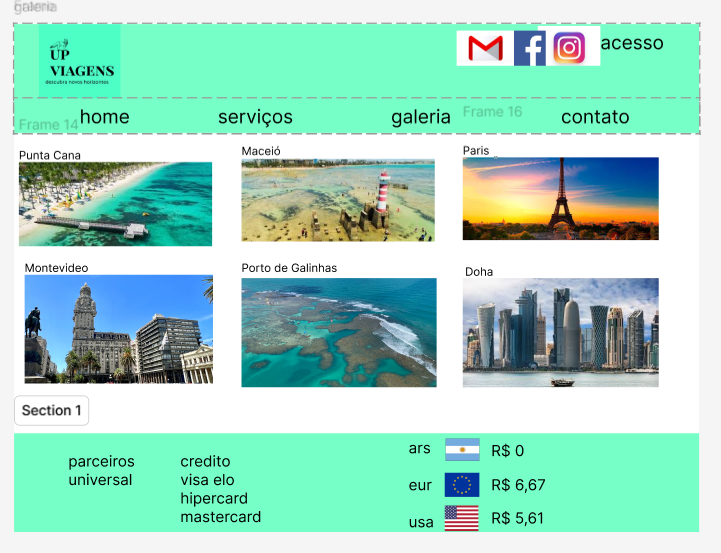 galeria
UP
VIAGENS
descubra novos horizontes
acesso
Frame 14
home
serviços
galeria
Frame 16
contato
Punta Cana
Maceió
Paris
Montevideo
Porto de Galinhas
Doha
Section 1
parceiros
universal
credito
visa elo
hipercard
mastercard
ars
R$ 0
eur
R$ 6,67
usa
R$ 5,61